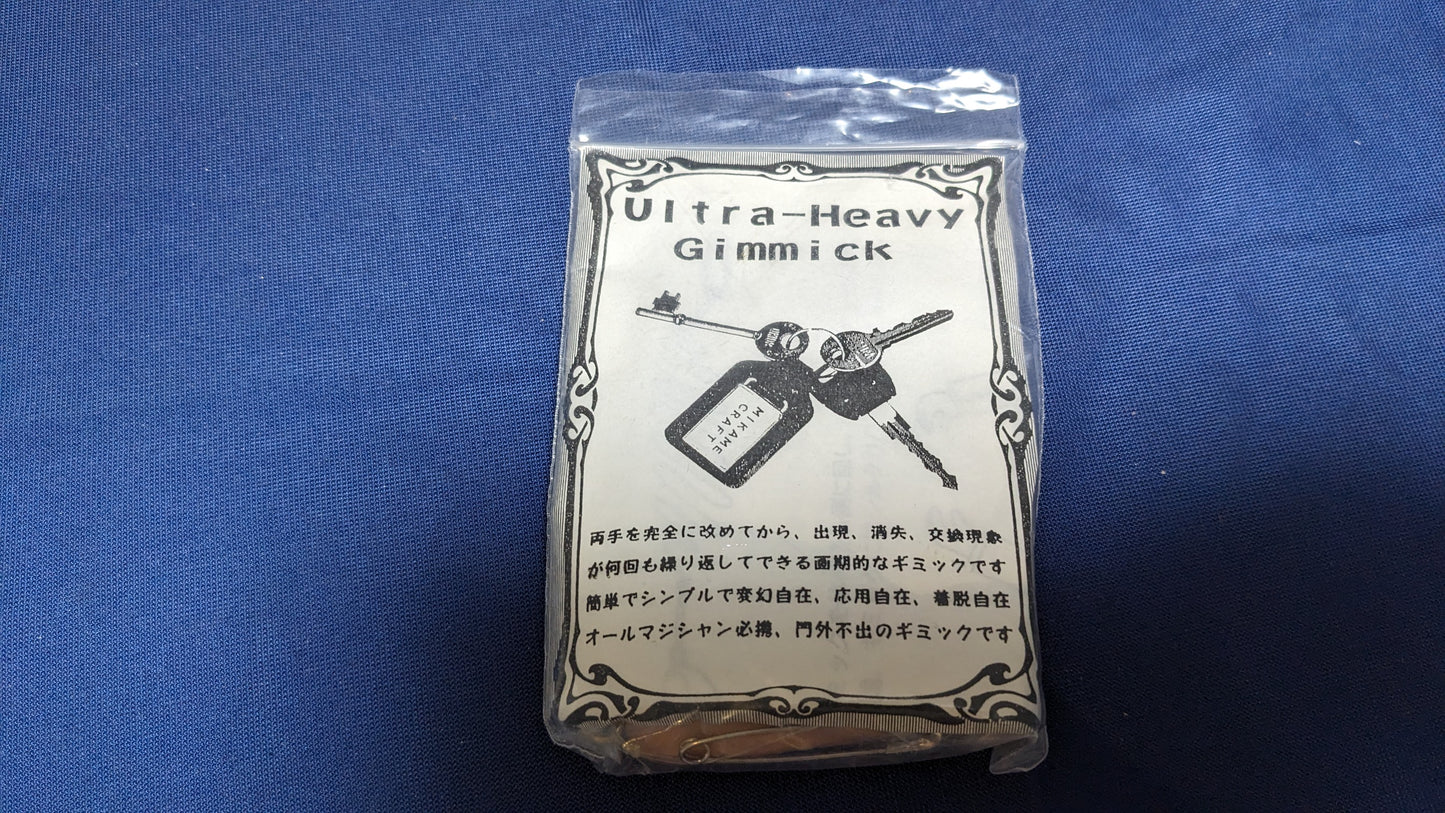 Ultra-Heavy
Gimmick
MIKAME
CRAFT
両手を完全に改めてから、出現、消失、交換現象
が何回も繰り返してできる画期的なギミックです
簡単でシンプルで変幻自在、応用自在、着脱自在
オールマジシャン必携、門外不出のギミックです